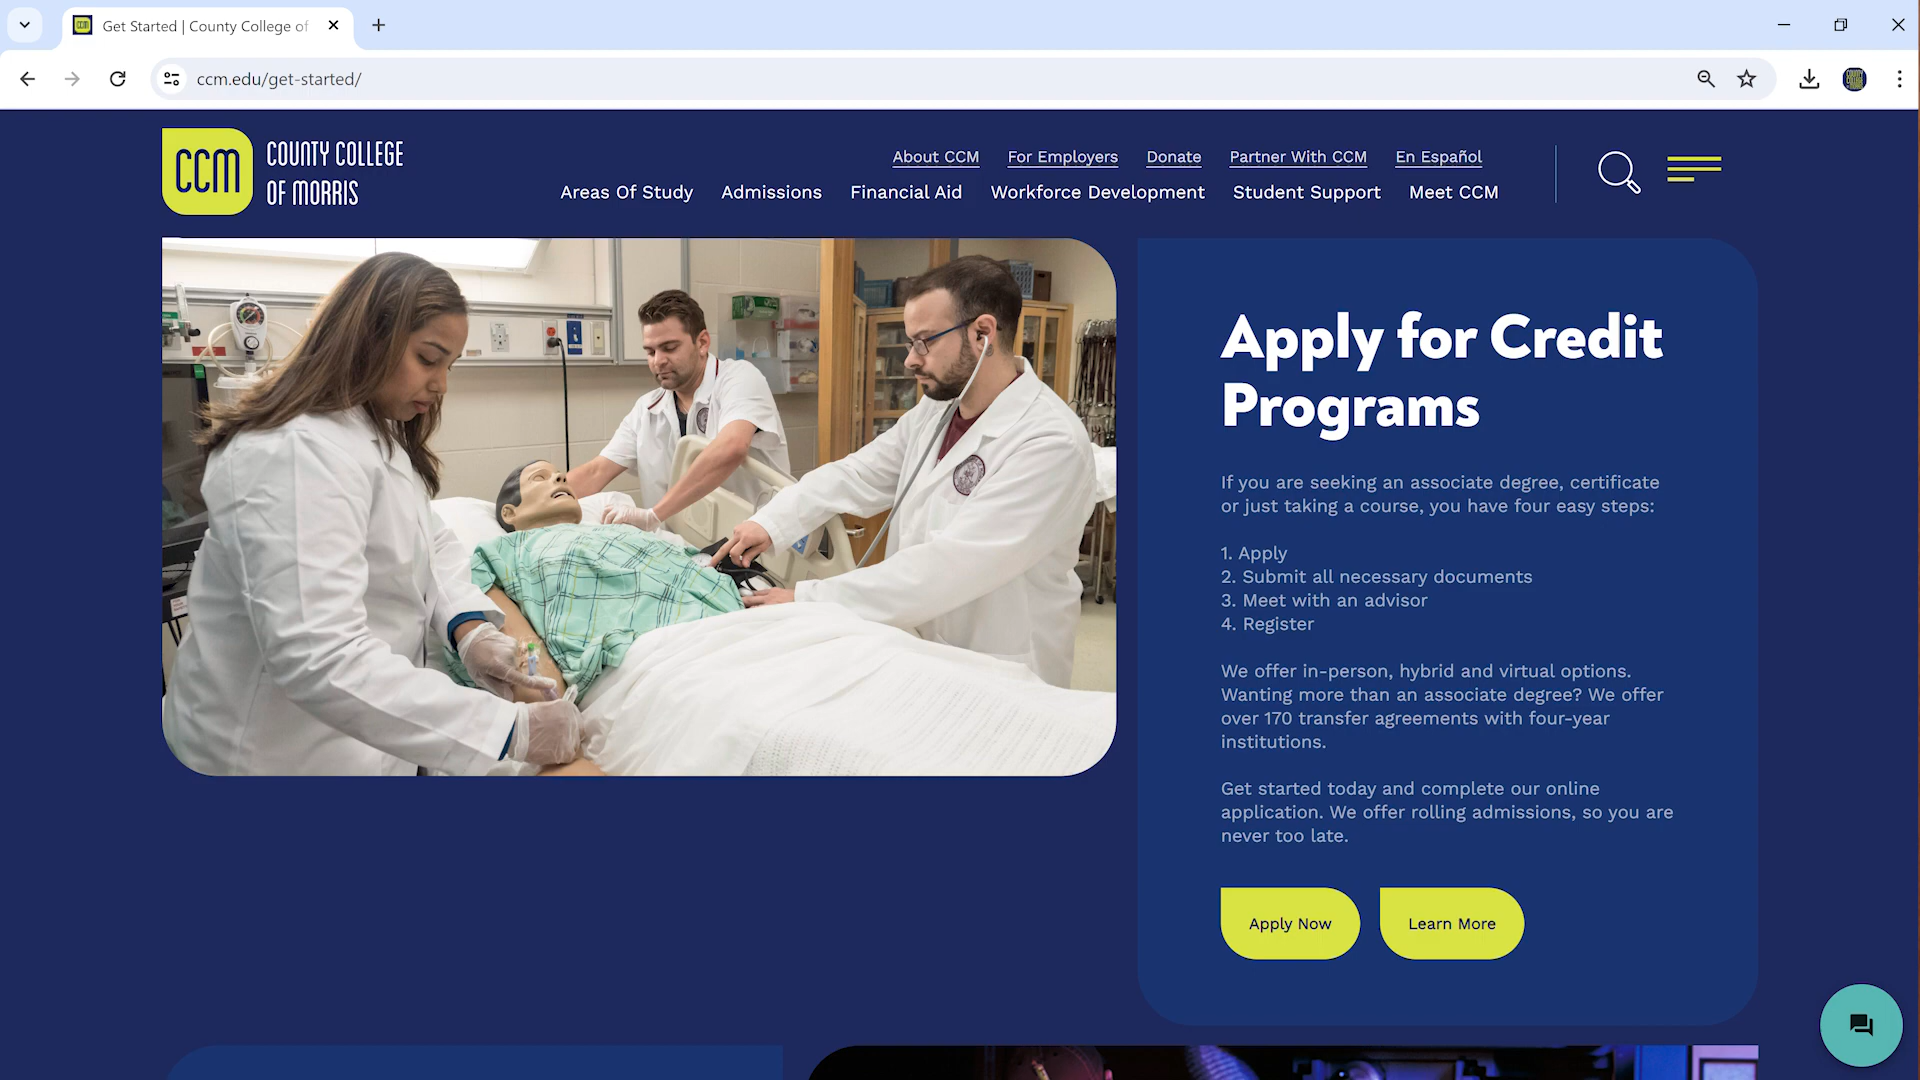 Get Started | County College of
ccm.edu/get-started/
CCM
COUNTY COLLEGE
OF MORRIS
About CCM
For Employers
Donate
Partner With CCM
En Español
Areas Of Study
Admissions
Financial Aid
Workforce Development
Student Support
Meet CCM
Apply for Credit
Programs
If you are seeking an associate degree, certificate
or just taking a course, you have four easy steps:
1. Apply
2. Submit all necessary documents
3. Meet with an advisor
4. Register
We offer in-person, hybrid and virtual options.
Wanting more than an associate degree? We offer
over 170 transfer agreements with four-year
institutions.
Get started today and complete our online
application. We offer rolling admissions, so you are
never too late.
Apply Now
Learn More